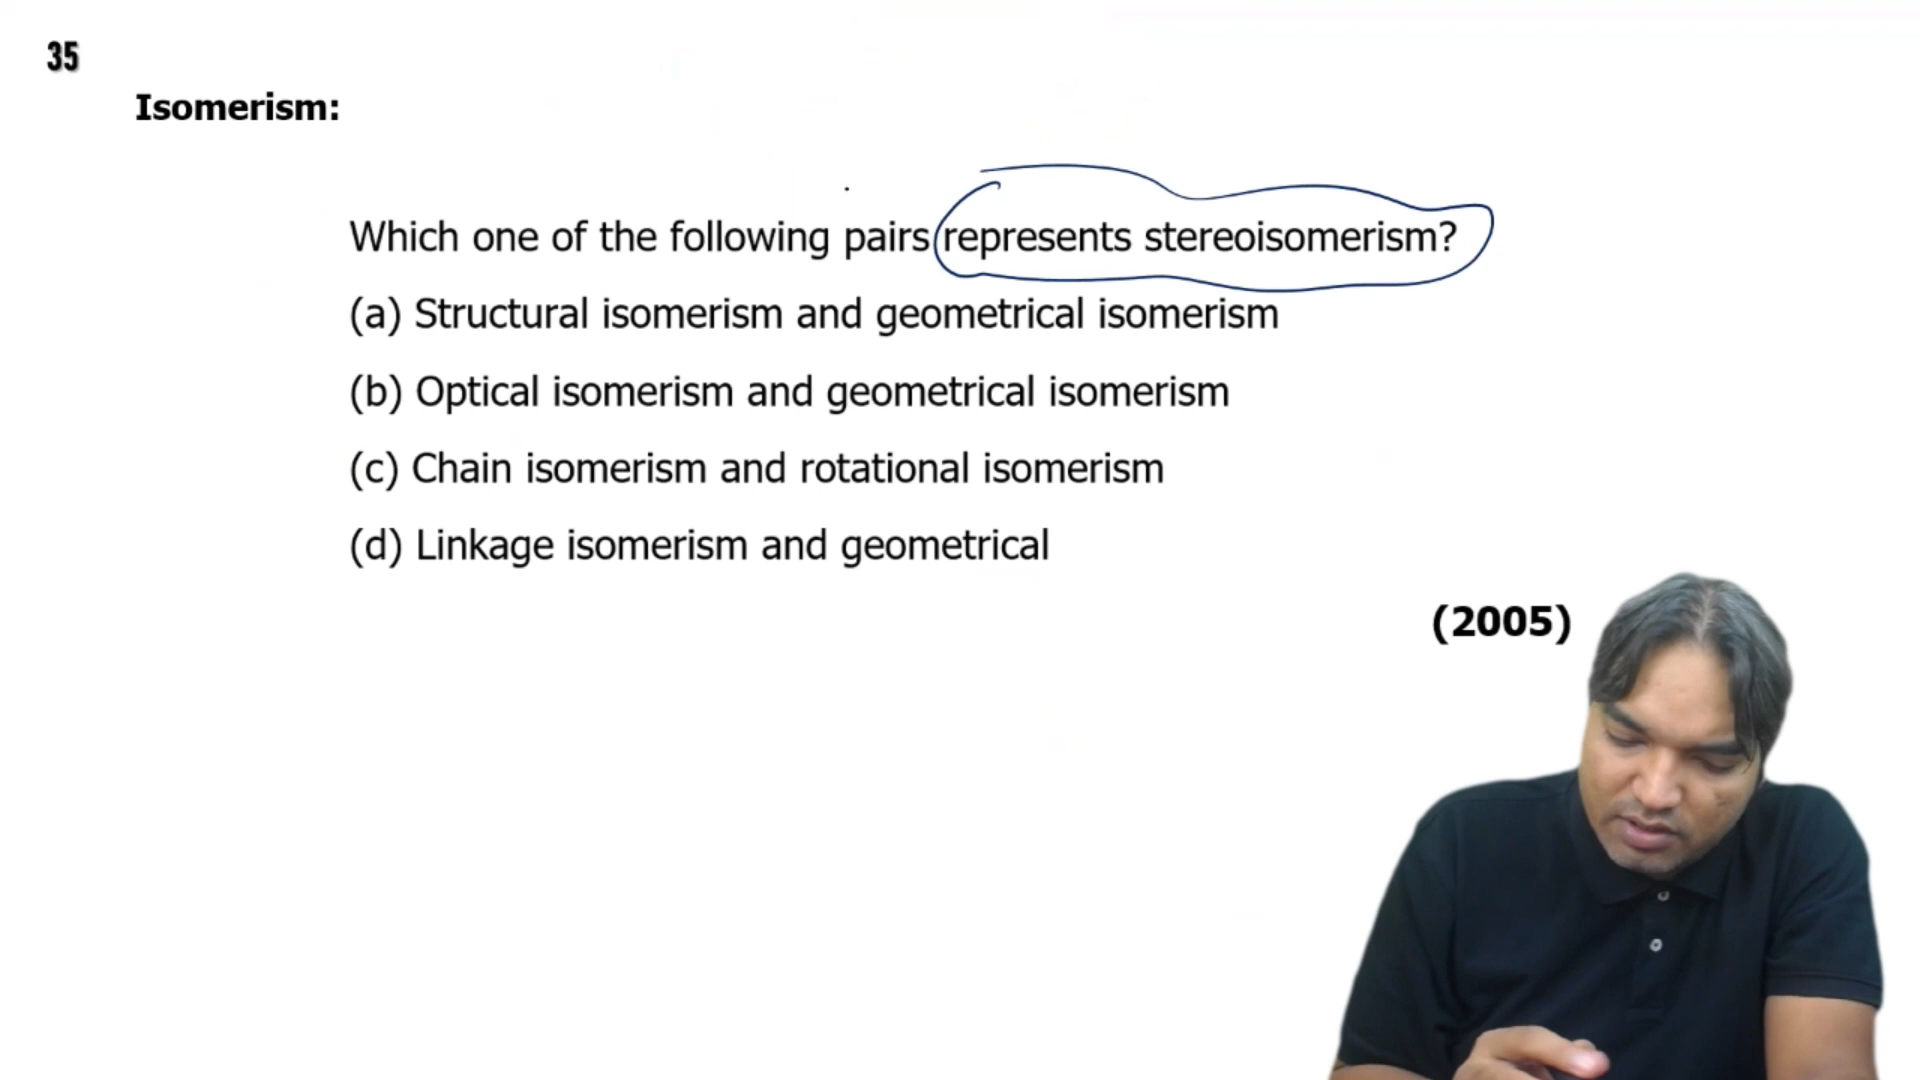 35
Isomerism:
Which one of the following pairs represents stereoisomerism?
(a) Structural isomerism and geometrical isomerism
(b) Optical isomerism and geometrical isomerism
(c) Chain isomerism and rotational isomerism
(d) Linkage isomerism and geometrical
(2005)